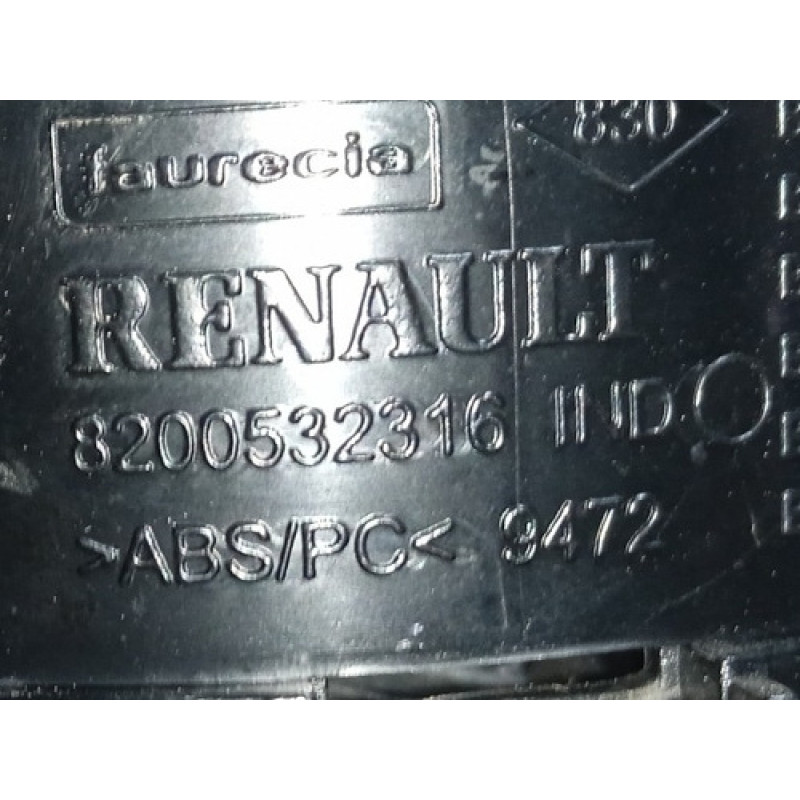 faurecia
830
RENAULT
8200532316 IND
>ABS/PC< 9472